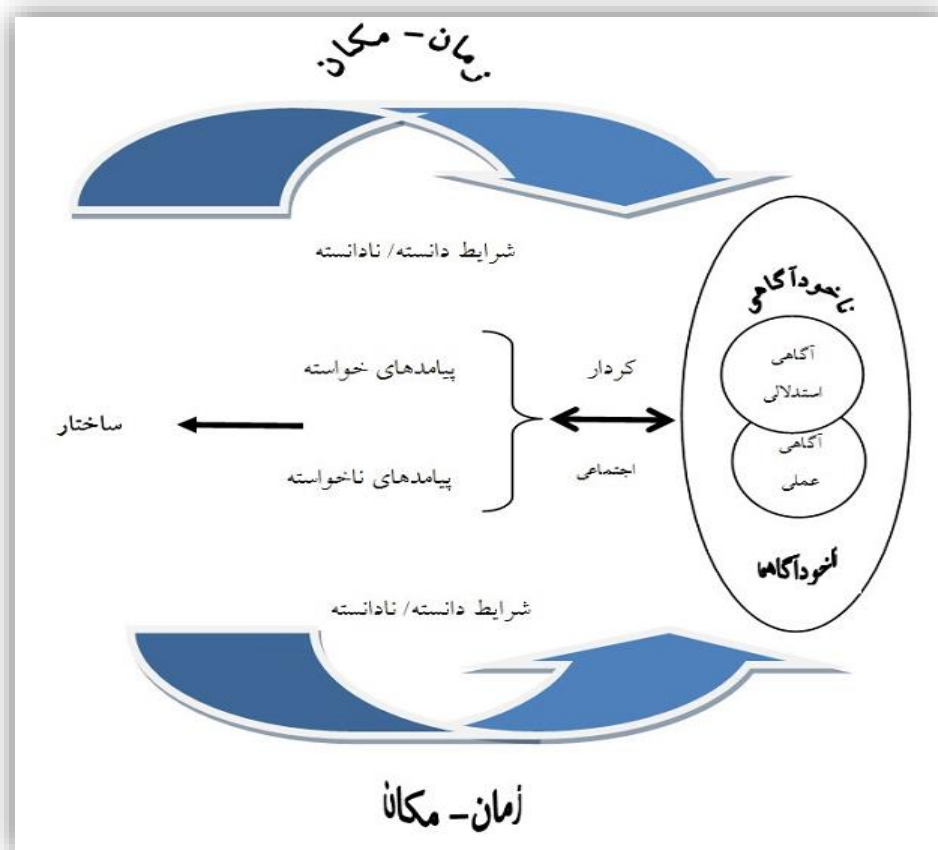 زمان- مکان
شرایط دانسته/ نادانسته
ناخودآگاهی
آگاهی
استدلالی
آگاهی
عملی
اخودآگاها
کردار
اجتماعی
پیامدهای خواسته
پیامدهای ناخواسته
ساختار
شرایط دانسته/ نادانسته
زمان- مکان